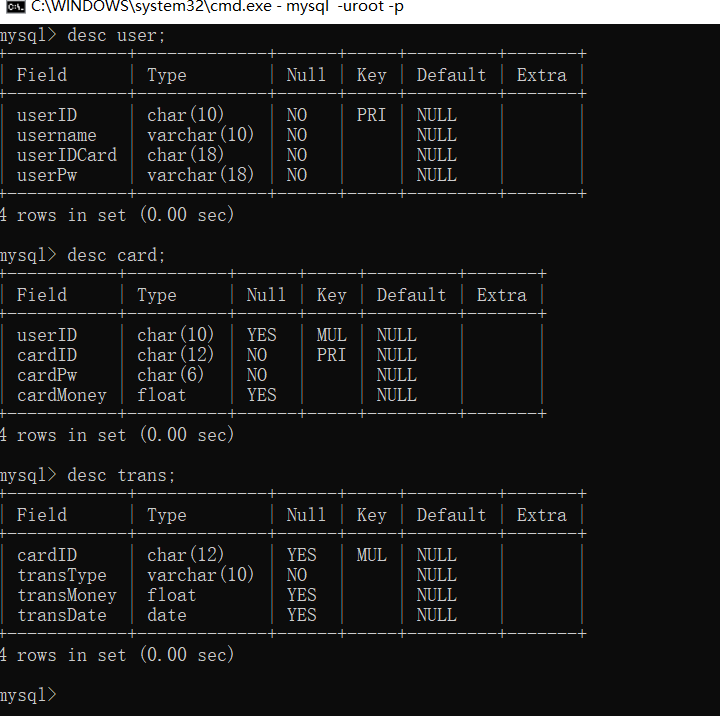 C:\WINDOWS\system32\cmd.exe - mysql -uroot -p
mysql> desc user;
+------------+-------------+------+-----+---------+-------+
| Field      | Type        | Null | Key | Default | Extra |
+------------+-------------+------+-----+---------+-------+
| userID     | char(10)    | NO   | PRI | NULL    |       |
| username   | varchar(10) | NO   |     | NULL    |       |
| userIDCard | char(18)    | NO   |     | NULL    |       |
| userPw     | varchar(18) | NO   |     | NULL    |       |
+------------+-------------+------+-----+---------+-------+
4 rows in set (0.00 sec)
mysql> desc card;
+-----------+----------+------+-----+---------+-------+
| Field     | Type     | Null | Key | Default | Extra |
+-----------+----------+------+-----+---------+-------+
| userID    | char(10) | YES  | MUL | NULL    |       |
| cardID    | char(12) | NO   | PRI | NULL    |       |
| cardPw    | char(6)  | NO   |     | NULL    |       |
| cardMoney | float    | YES  |     | NULL    |       |
+-----------+----------+------+-----+---------+-------+
4 rows in set (0.00 sec)
mysql> desc trans;
+------------+-------------+------+-----+---------+-------+
| Field      | Type        | Null | Key | Default | Extra |
+------------+-------------+------+-----+---------+-------+
| cardID     | char(12)    | YES  | MUL | NULL    |       |
| transType  | varchar(10) | NO   |     | NULL    |       |
| transMoney | float       | YES  |     | NULL    |       |
| transDate  | date        | YES  |     | NULL    |       |
+------------+-------------+------+-----+---------+-------+
4 rows in set (0.00 sec)
mysql>